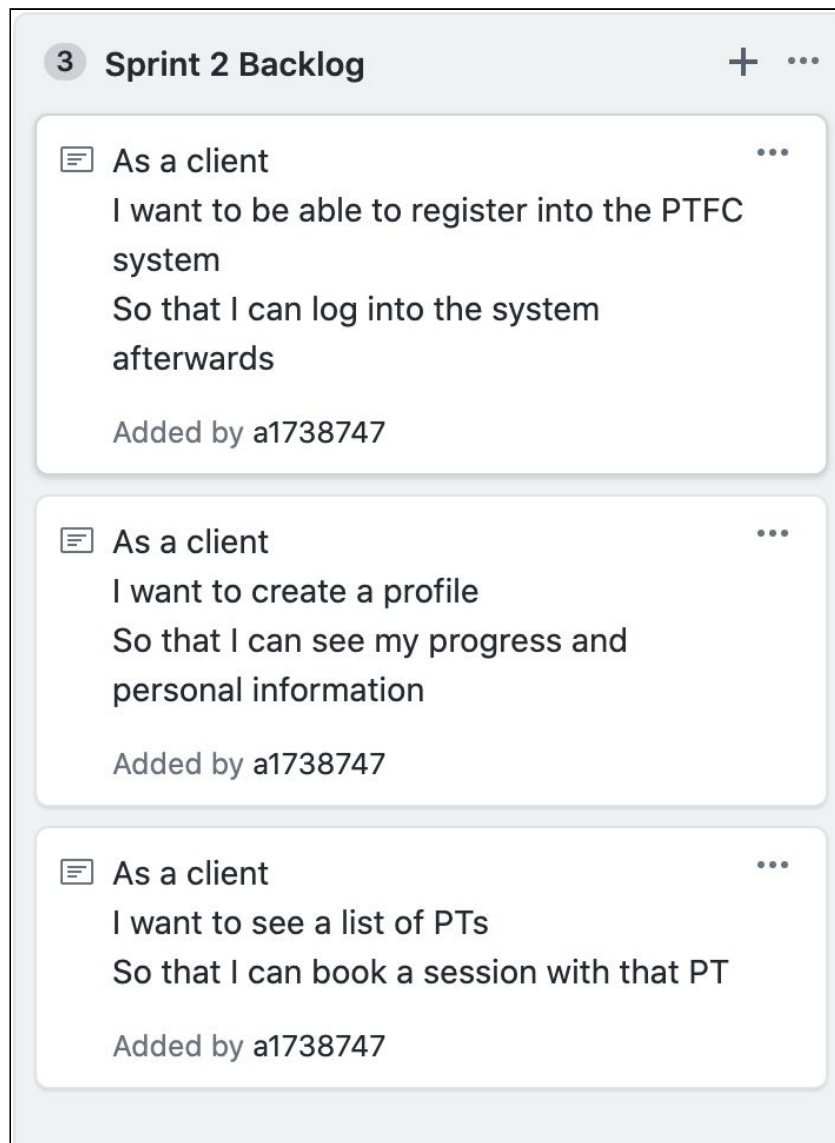 3 Sprint 2 Backlog
As a client
I want to be able to register into the PTFC
system
So that I can log into the system
afterwards
Added by a1738747
As a client
I want to create a profile
So that I can see my progress and
personal information
Added by a1738747
As a client
I want to see a list of PTs
So that I can book a session with that PT
Added by a1738747